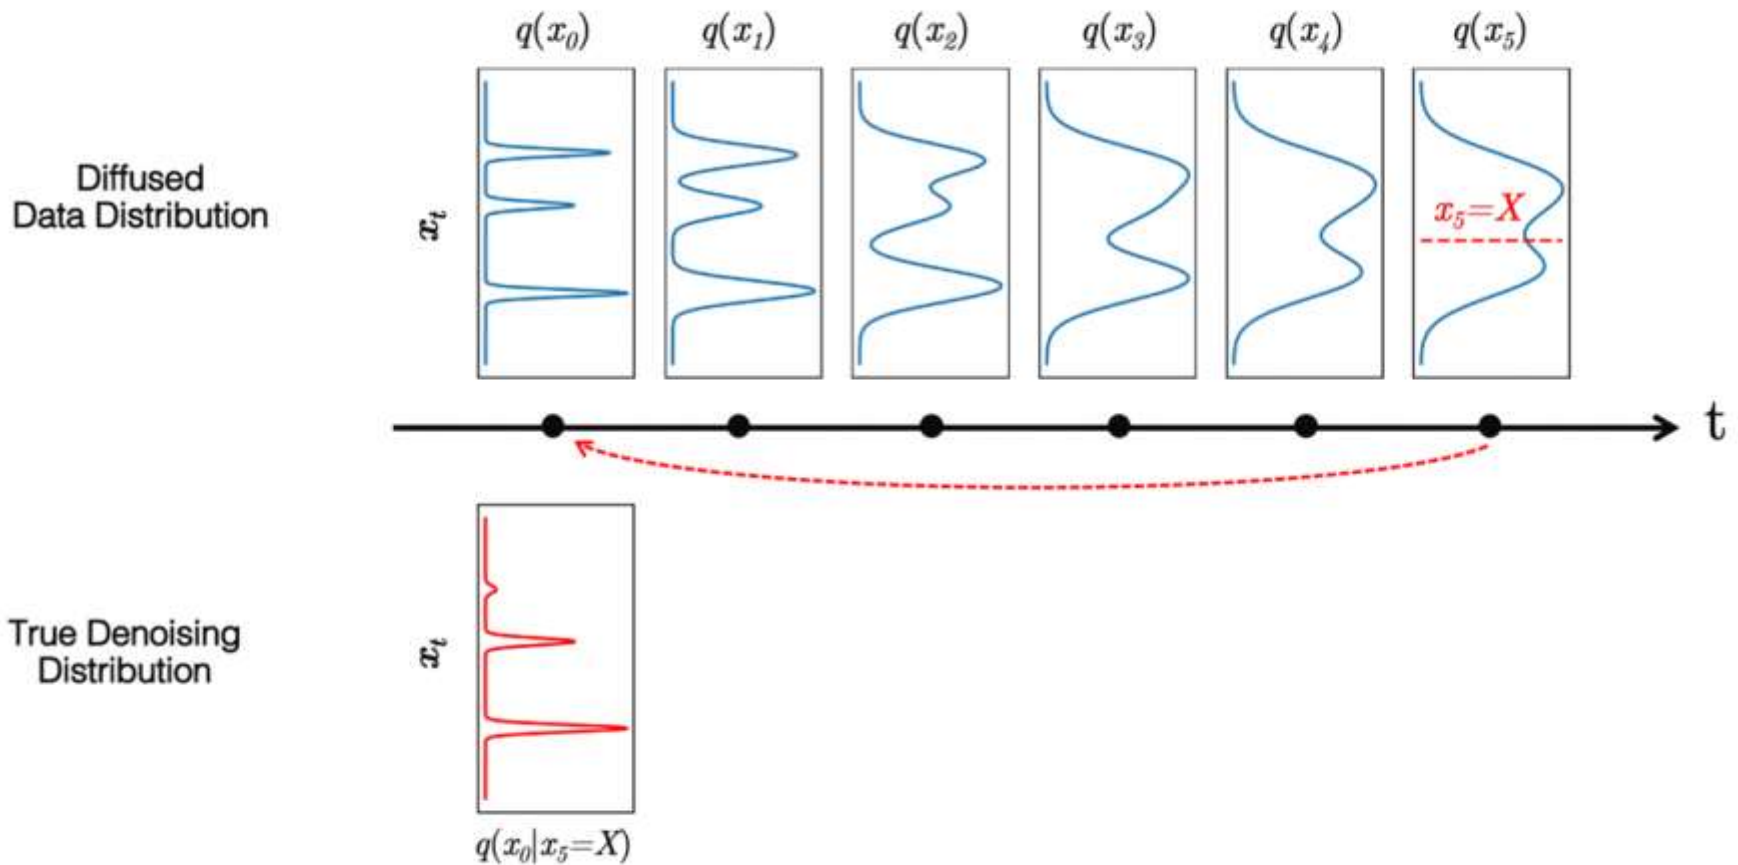 q(x₀) q(x₁) q(x₂) q(x₃) q(x₄) q(x₅)
Diffused
Data Distribution
xₜ
x₅=X
t
True Denoising
Distribution
xₜ
q(x₀|x₅=X)